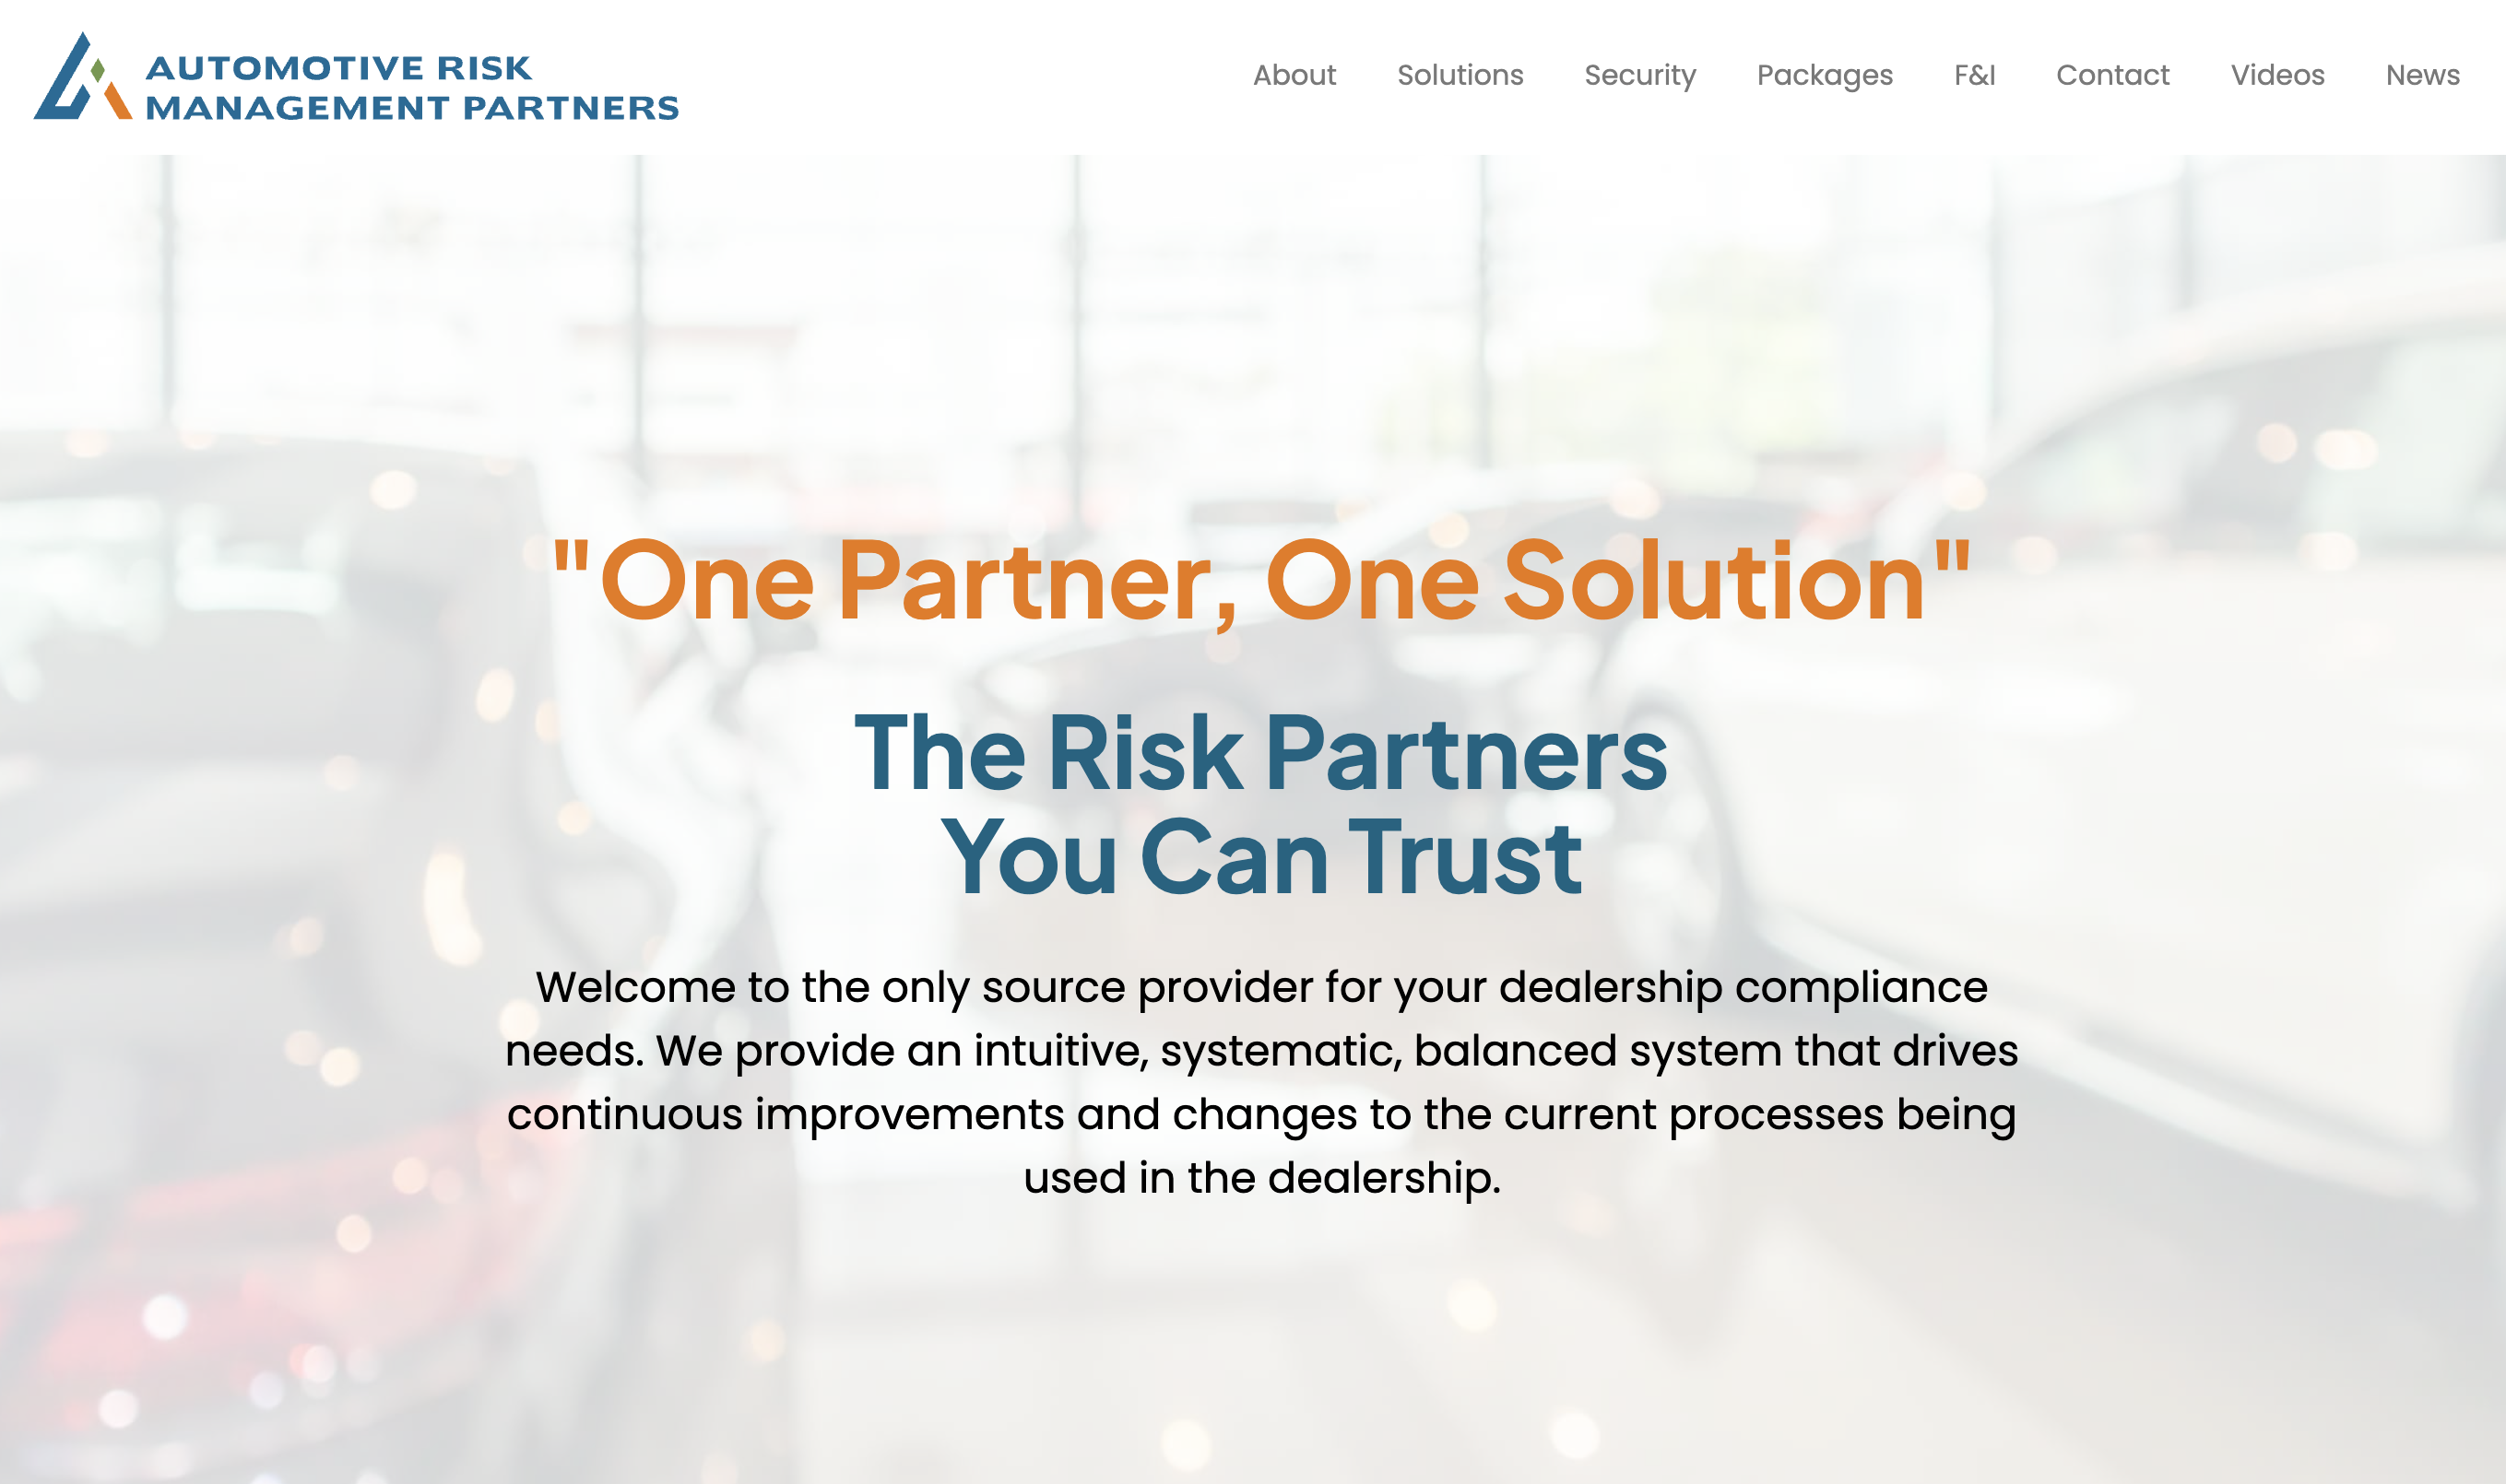 AUTOMOTIVE RISK
MANAGEMENT PARTNERS
About Solutions Security Packages F&I Contact Videos News
"One Partner, One Solution"
The Risk Partners
You Can Trust
Welcome to the only source provider for your dealership compliance
needs. We provide an intuitive, systematic, balanced system that drives
continuous improvements and changes to the current processes being
used in the dealership.